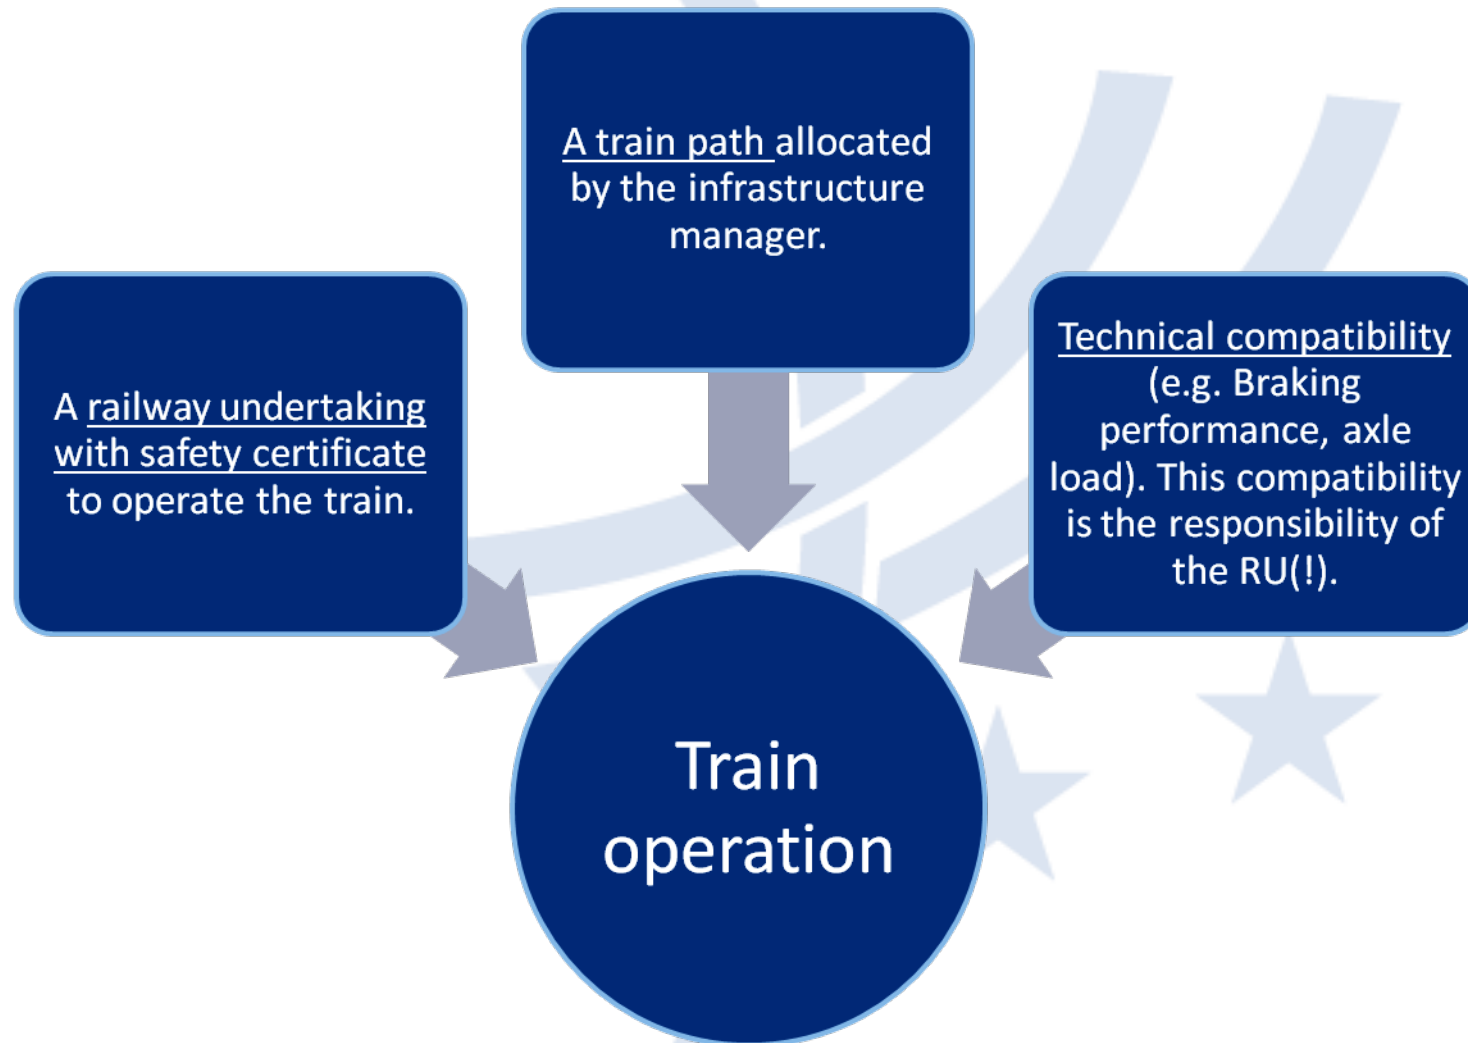 A train path allocated
by the infrastructure
manager.
A railway undertaking
with safety certificate
to operate the train.
Technical compatibility
(e.g. Braking
performance, axle
load). This compatibility
is the responsibility of
the RU(!).
Train
operation